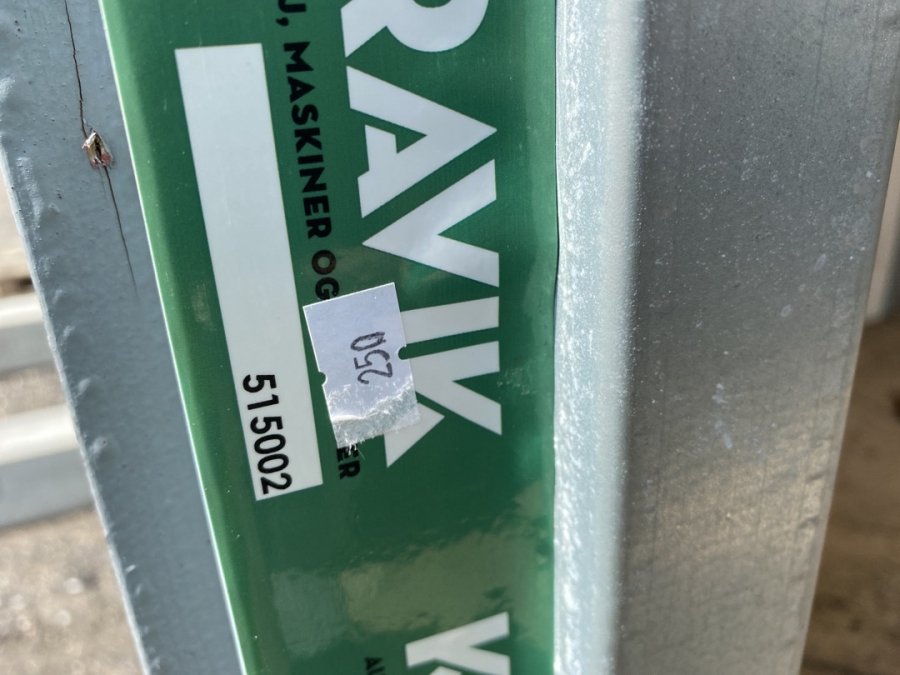 RAVIK
J, MASKINER OG ER
515002
250